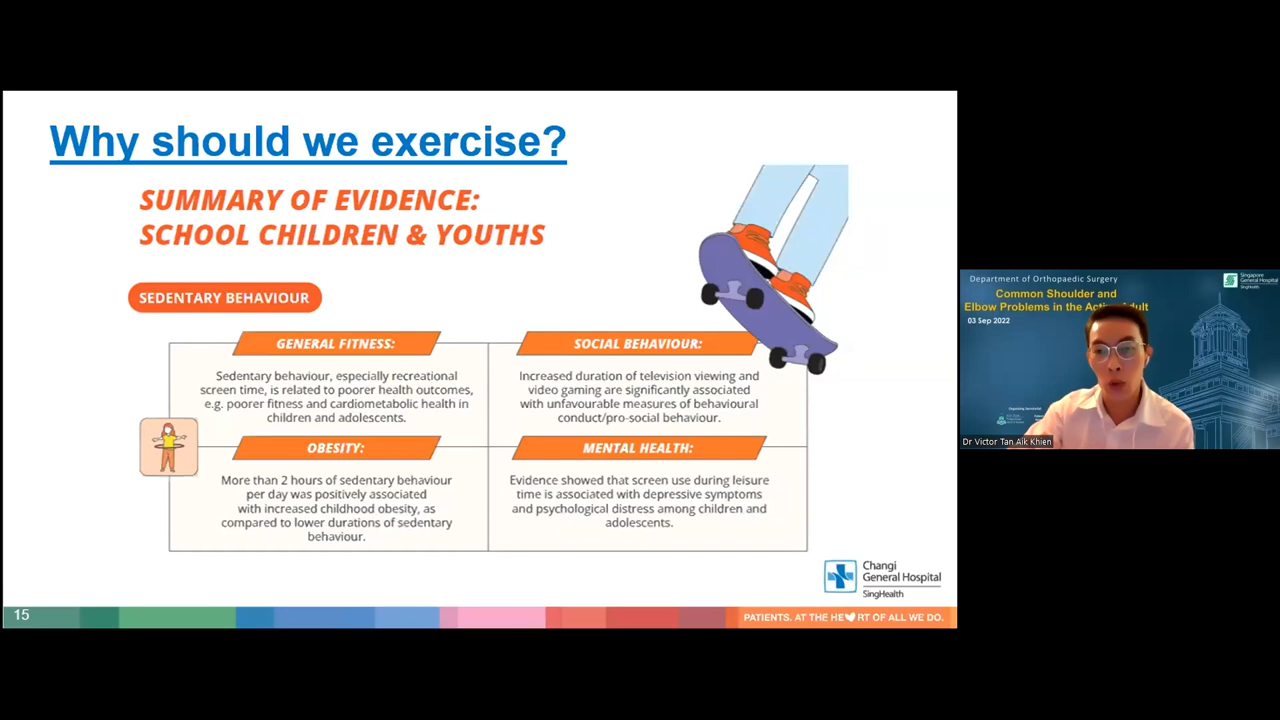 Why should we exercise?
SUMMARY OF EVIDENCE:
SCHOOL CHILDREN & YOUTHS
SEDENTARY BEHAVIOUR
GENERAL FITNESS:
Sedentary behaviour, especially recreational
screen time, is related to poorer health outcomes,
e.g. poorer fitness and cardiometabolic health in
children and adolescents.
SOCIAL BEHAVIOUR:
Increased duration of television viewing and
video gaming are significantly associated
with unfavourable measures of behavioural
conduct/pro-social behaviour.
OBESITY:
More than 2 hours of sedentary behaviour
per day was positively associated
with increased childhood obesity, as
compared to lower durations of sedentary
behaviour.
MENTAL HEALTH:
Evidence showed that screen use during leisure
time is associated with depressive symptoms
and psychological distress among children and
adolescents.
Changi
General Hospital
SingHealth
15
PATIENTS. AT THE HE RT OF ALL WE DO.
Department of Orthopaedic Surgery
Singapore
General Hospital
SingHealth
Common Shoulder and
Elbow Problems in the Acti dult
03 Sep 2022
Dr Victor Tan Aik Khien